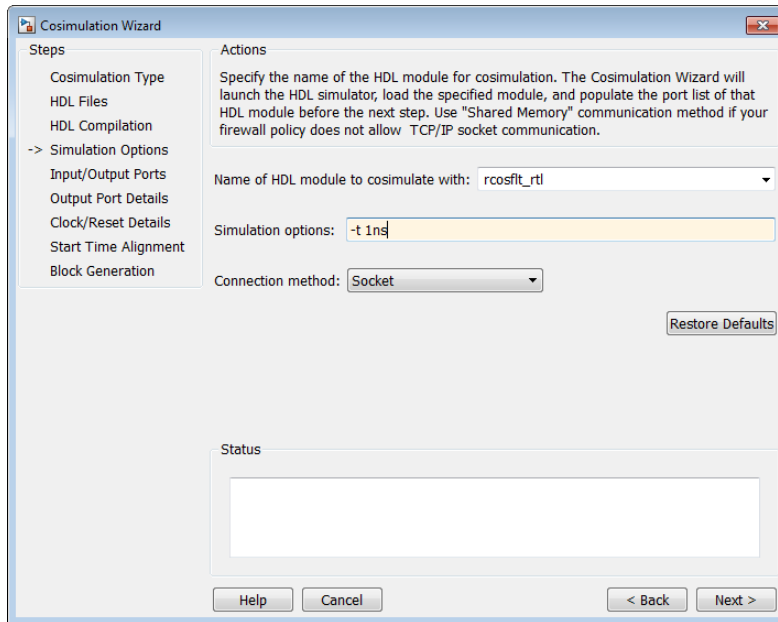 Cosimulation Wizard
Steps
Cosimulation Type
HDL Files
HDL Compilation
-> Simulation Options
Input/Output Ports
Output Port Details
Clock/Reset Details
Start Time Alignment
Block Generation
Actions
Specify the name of the HDL module for cosimulation. The Cosimulation Wizard will
launch the HDL simulator, load the specified module, and populate the port list of that
HDL module before the next step. Use "Shared Memory" communication method if your
firewall policy does not allow TCP/IP socket communication.
Name of HDL module to cosimulate with: rcosflt_rtl
Simulation options: -t 1ns
Connection method: Socket
Restore Defaults
Status
Help Cancel < Back Next >